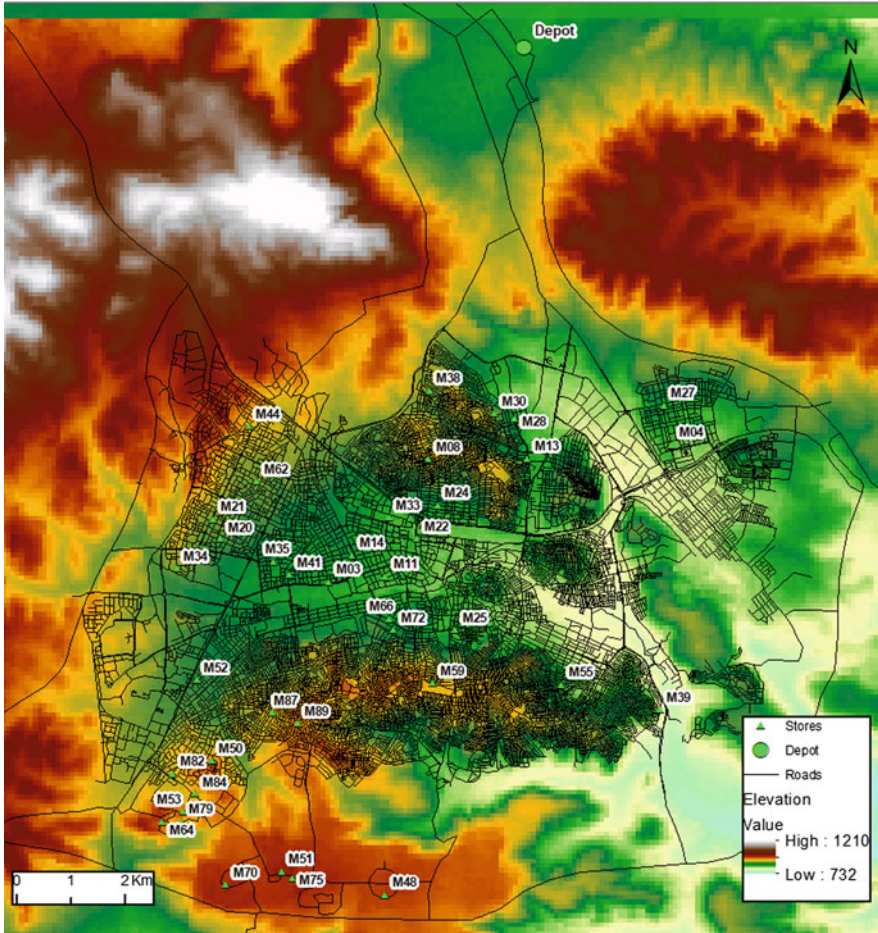 Depot
N
M38
M27
M30
M44
M28
M04
M08
M13
M62
M24
M21
M33
M20
M22
M14
M34
M35
M41
M03
M11
M66
M72
M25
M52
M59
M55
M87
M39
M89
M50
M82
M84
M53
M79
M64
M51
M70
M75
M48
Stores
Depot
Roads
Elevation
Value
High : 1210
Low : 732
0 1 2 Km